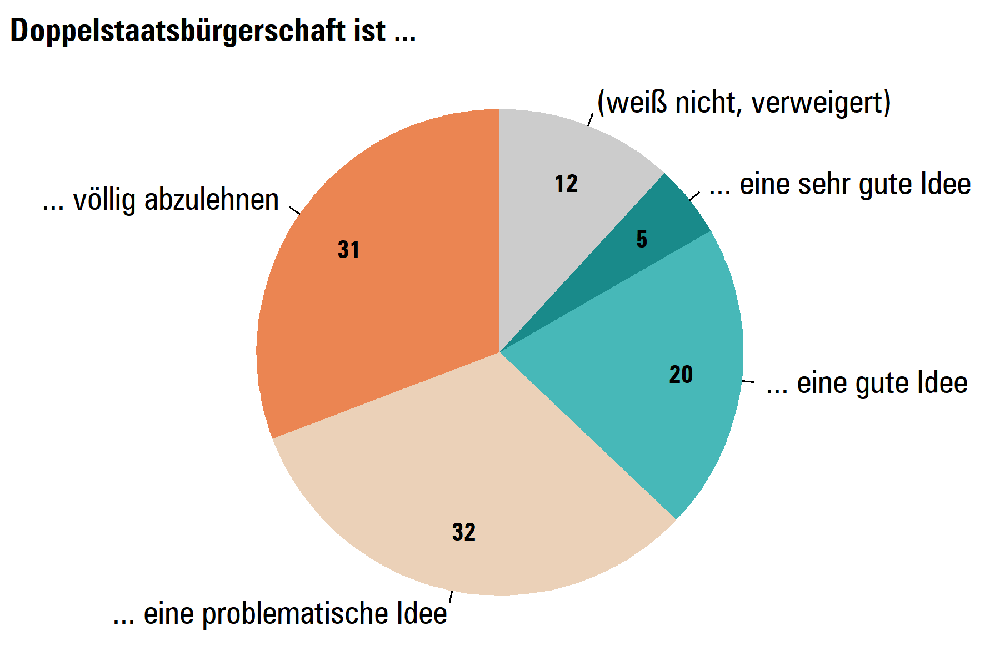 Doppelstaatsbürgerschaft ist ...
(weiß nicht, verweigert)
12
... eine sehr gute Idee
5
... völlig abzulehnen
31
20
... eine gute Idee
32
... eine problematische Idee